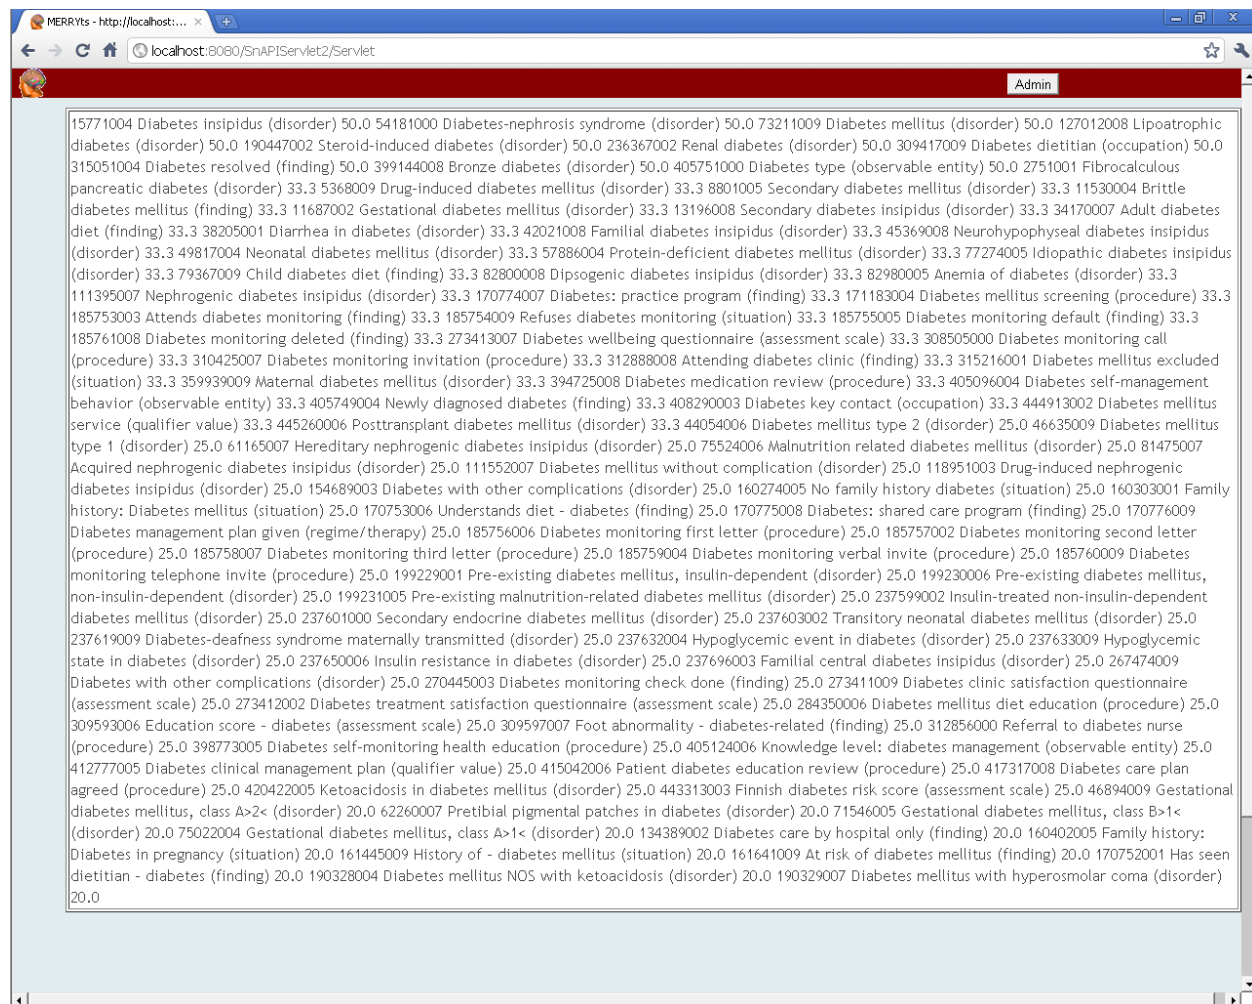 MERRYts - http://localhost:...
localhost:8080/SnAPIServlet2/Servlet
Admin
15771004 Diabetes insipidus (disorder) 50.0 54181000 Diabetes-nephrosis syndrome (disorder) 50.0 73211009 Diabetes mellitus (disorder) 50.0 127012008 Lipoatrophic
diabetes (disorder) 50.0 190447002 Steroid-induced diabetes (disorder) 50.0 236367002 Renal diabetes (disorder) 50.0 309417009 Diabetes dietitian (occupation) 50.0
315051004 Diabetes resolved (finding) 50.0 399144008 Bronze diabetes (disorder) 50.0 405751000 Diabetes type (observable entity) 50.0 2751001 Fibrocalculous
pancreatic diabetes (disorder) 33.3 5368009 Drug-induced diabetes mellitus (disorder) 33.3 8801005 Secondary diabetes mellitus (disorder) 33.3 11530004 Brittle
diabetes mellitus (finding) 33.3 11687002 Gestational diabetes mellitus (disorder) 33.3 13196008 Secondary diabetes insipidus (disorder) 33.3 34170007 Adult diabetes
diet (finding) 33.3 38205001 Diarrhea in diabetes (disorder) 33.3 42021008 Familial diabetes insipidus (disorder) 33.3 45369008 Neurohypophyseal diabetes insipidus
(disorder) 33.3 49817004 Neonatal diabetes mellitus (disorder) 33.3 57886004 Protein-deficient diabetes mellitus (disorder) 33.3 77274005 Idiopathic diabetes insipidus
(disorder) 33.3 79367009 Child diabetes diet (finding) 33.3 82800008 Dipsogenic diabetes insipidus (disorder) 33.3 82980005 Anemia of diabetes (disorder) 33.3
111395007 Nephrogenic diabetes insipidus (disorder) 33.3 170774007 Diabetes: practice program (finding) 33.3 171183004 Diabetes mellitus screening (procedure) 33.3
185753003 Attends diabetes monitoring (finding) 33.3 185754009 Refuses diabetes monitoring (situation) 33.3 185755005 Diabetes monitoring default (finding) 33.3
185761008 Diabetes monitoring deleted (finding) 33.3 273413007 Diabetes wellbeing questionnaire (assessment scale) 33.3 308505000 Diabetes monitoring call
(procedure) 33.3 310425007 Diabetes monitoring invitation (procedure) 33.3 312888008 Attending diabetes clinic (finding) 33.3 315216001 Diabetes mellitus excluded
(situation) 33.3 359939009 Maternal diabetes mellitus (disorder) 33.3 394725008 Diabetes medication review (procedure) 33.3 405096004 Diabetes self-management
behavior (observable entity) 33.3 405749004 Newly diagnosed diabetes (finding) 33.3 408290003 Diabetes key contact (occupation) 33.3 444913002 Diabetes mellitus
service (qualifier value) 33.3 445260006 Posttransplant diabetes mellitus (disorder) 33.3 44054006 Diabetes mellitus type 2 (disorder) 25.0 46635009 Diabetes mellitus
type 1 (disorder) 25.0 61165007 Hereditary nephrogenic diabetes insipidus (disorder) 25.0 75524006 Malnutrition related diabetes mellitus (disorder) 25.0 81475007
Acquired nephrogenic diabetes insipidus (disorder) 25.0 111552007 Diabetes mellitus without complication (disorder) 25.0 118951003 Drug-induced nephrogenic
diabetes insipidus (disorder) 25.0 154689003 Diabetes with other complications (disorder) 25.0 160274005 No family history diabetes (situation) 25.0 160303001 Family
history: Diabetes mellitus (situation) 25.0 170753006 Understands diet - diabetes (finding) 25.0 170775008 Diabetes: shared care program (finding) 25.0 170776009
Diabetes management plan given (regime/therapy) 25.0 185756006 Diabetes monitoring first letter (procedure) 25.0 185757002 Diabetes monitoring second letter
(procedure) 25.0 185758007 Diabetes monitoring third letter (procedure) 25.0 185759004 Diabetes monitoring verbal invite (procedure) 25.0 185760009 Diabetes
monitoring telephone invite (procedure) 25.0 199229001 Pre-existing diabetes mellitus, insulin-dependent (disorder) 25.0 199230006 Pre-existing diabetes mellitus,
non-insulin-dependent (disorder) 25.0 199231005 Pre-existing malnutrition-related diabetes mellitus (disorder) 25.0 237599002 Insulin-treated non-insulin-dependent
diabetes mellitus (disorder) 25.0 237601000 Secondary endocrine diabetes mellitus (disorder) 25.0 237603002 Transitory neonatal diabetes mellitus (disorder) 25.0
237619009 Diabetes-deafness syndrome maternally transmitted (disorder) 25.0 237632004 Hypoglycemic event in diabetes (disorder) 25.0 237633009 Hypoglycemic
state in diabetes (disorder) 25.0 237650006 Insulin resistance in diabetes (disorder) 25.0 237696003 Familial central diabetes insipidus (disorder) 25.0 267474009
Diabetes with other complications (disorder) 25.0 270445003 Diabetes monitoring check done (finding) 25.0 273411009 Diabetes clinic satisfaction questionnaire
(assessment scale) 25.0 273412002 Diabetes treatment satisfaction questionnaire (assessment scale) 25.0 284350006 Diabetes mellitus diet education (procedure) 25.0
309593006 Education score - diabetes (assessment scale) 25.0 309597007 Foot abnormality - diabetes-related (finding) 25.0 312856000 Referral to diabetes nurse
(procedure) 25.0 398773005 Diabetes self-monitoring health education (procedure) 25.0 405124006 Knowledge level: diabetes management (observable entity) 25.0
412777005 Diabetes clinical management plan (qualifier value) 25.0 415042006 Patient diabetes education review (procedure) 25.0 417317008 Diabetes care plan
agreed (procedure) 25.0 420422005 Ketoacidosis in diabetes mellitus (disorder) 25.0 443313003 Finnish diabetes risk score (assessment scale) 25.0 46894009 Gestational
diabetes mellitus, class A>2< (disorder) 20.0 62260007 Pretibial pigmental patches in diabetes (disorder) 20.0 71546005 Gestational diabetes mellitus, class B>1<
(disorder) 20.0 75022004 Gestational diabetes mellitus, class A>1< (disorder) 20.0 134389002 Diabetes care by hospital only (finding) 20.0 160402005 Family history:
Diabetes in pregnancy (situation) 20.0 161445009 History of - diabetes mellitus (situation) 20.0 161641009 At risk of diabetes mellitus (finding) 20.0 170752001 Has seen
dietitian - diabetes (finding) 20.0 190328004 Diabetes mellitus NOS with ketoacidosis (disorder) 20.0 190329007 Diabetes mellitus with hyperosmolar coma (disorder)
20.0